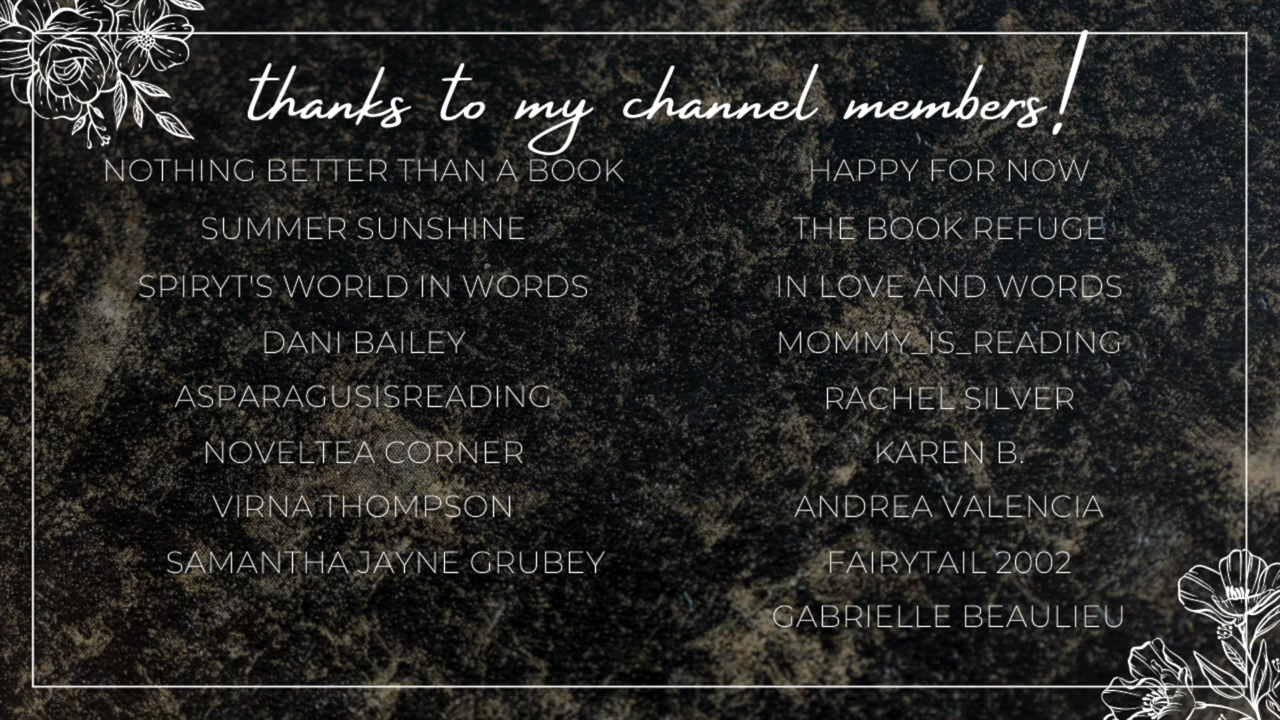 thanks to my channel members!
NOTHING BETTER THAN A BOOK
SUMMER SUNSHINE
SPIRYT'S WORLD IN WORDS
DANI BAILEY
ASPARAGUSISREADING
NOVELTEA CORNER
VIRNA THOMPSON
SAMANTHA JAYNE GRUBEY
HAPPY FOR NOW
THE BOOK REFUGE
IN LOVE AND WORDS
MOMMY_IS_READING
RACHEL SILVER
KAREN B.
ANDREA VALENCIA
FAIRYTAIL 2002
GABRIELLE BEAULIEU